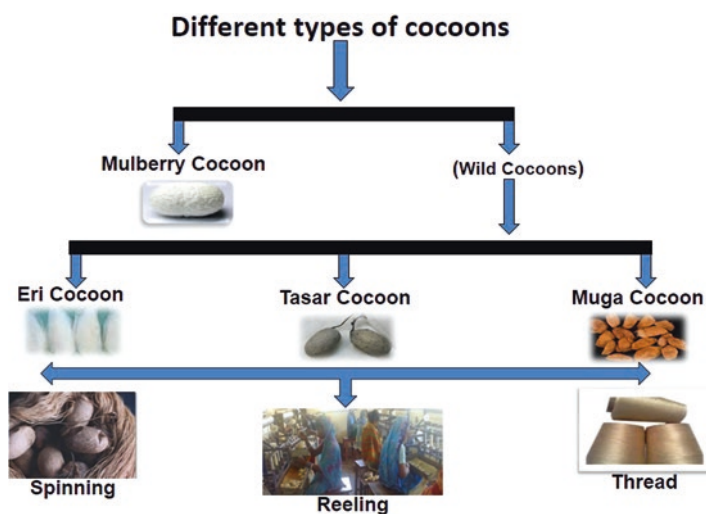 Different types of cocoons
Mulberry Cocoon
(Wild Cocoons)
Eri Cocoon
Tasar Cocoon
Muga Cocoon
Spinning
Reeling
Thread